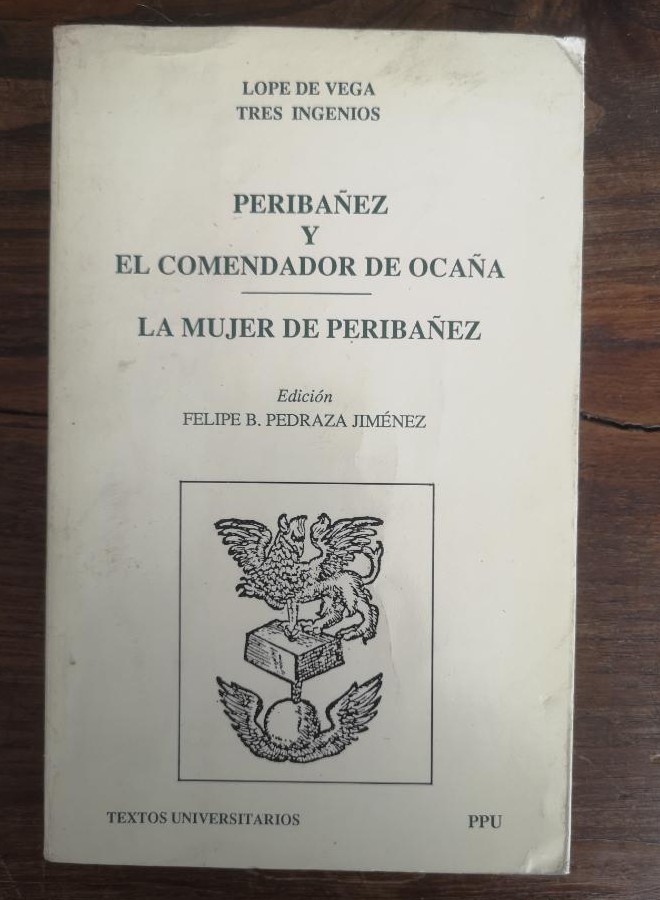 LOPE DE VEGA
TRES INGENIOS
PERIBAÑEZ
Y
EL COMENDADOR DE OCAÑA
LA MUJER DE PERIBAÑEZ
Edición
FELIPE B. PEDRAZA JIMÉNEZ
TEXTOS UNIVERSITARIOS
PPU